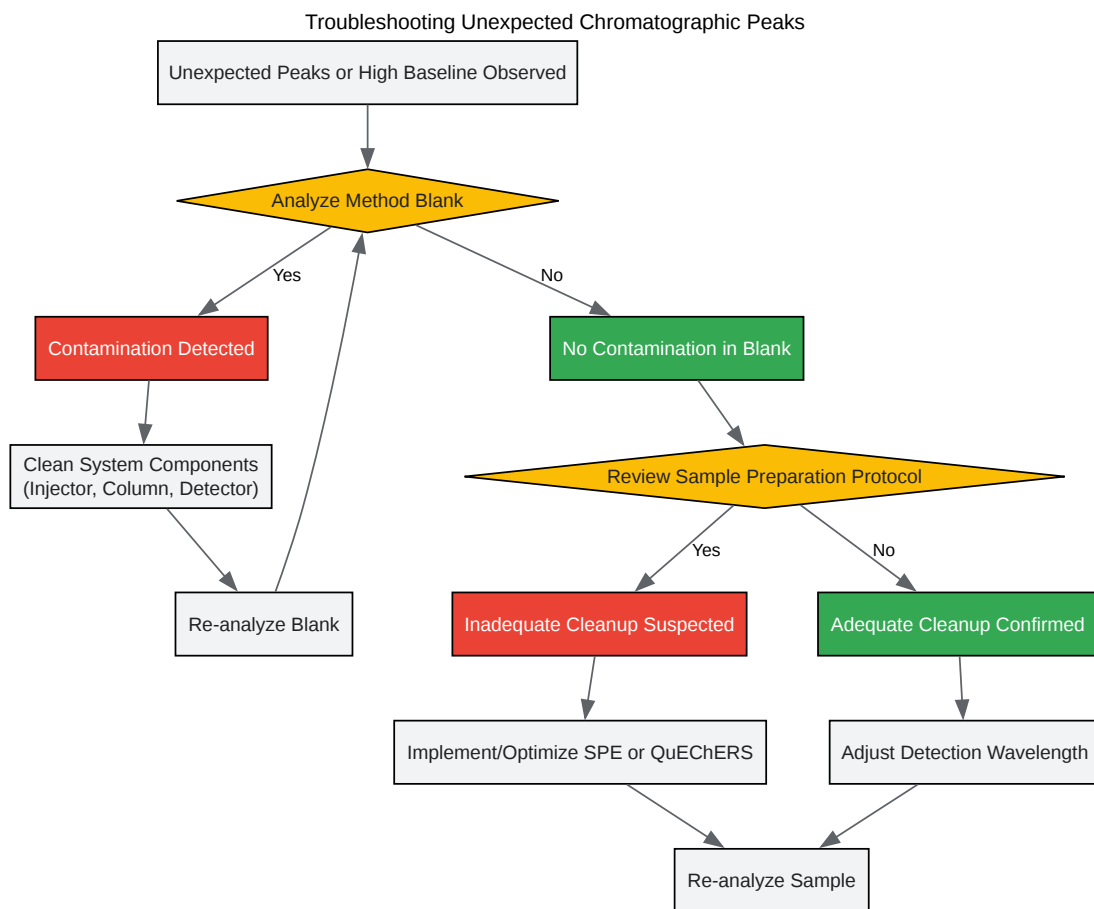 Troubleshooting Unexpected Chromatographic Peaks
Unexpected Peaks or High Baseline Observed
Analyze Method Blank
Yes
No
Contamination Detected
No Contamination in Blank
Clean System Components
(Injector, Column, Detector)
Review Sample Preparation Protocol
Yes
No
Re-analyze Blank
Inadequate Cleanup Suspected
Adequate Cleanup Confirmed
Implement/Optimize SPE or QuEChERS
Adjust Detection Wavelength
Re-analyze Sample